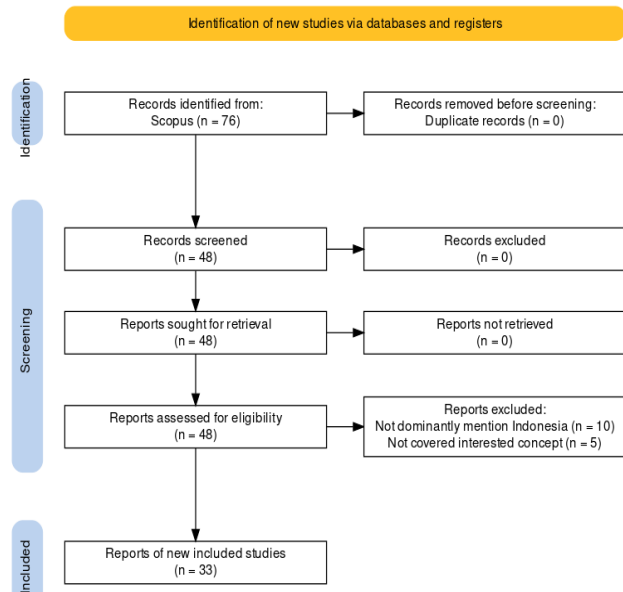 Identification of new studies via databases and registers
Identification
Records identified from:
Scopus (n = 76)
Records removed before screening:
Duplicate records (n = 0)
Screening
Records screened
(n = 48)
Records excluded
(n = 0)
Reports sought for retrieval
(n = 48)
Reports not retrieved
(n = 0)
Reports assessed for eligibility
(n = 48)
Reports excluded:
Not dominantly mention Indonesia (n = 10)
Not covered interested concept (n = 5)
Included
Reports of new included studies
(n = 33)